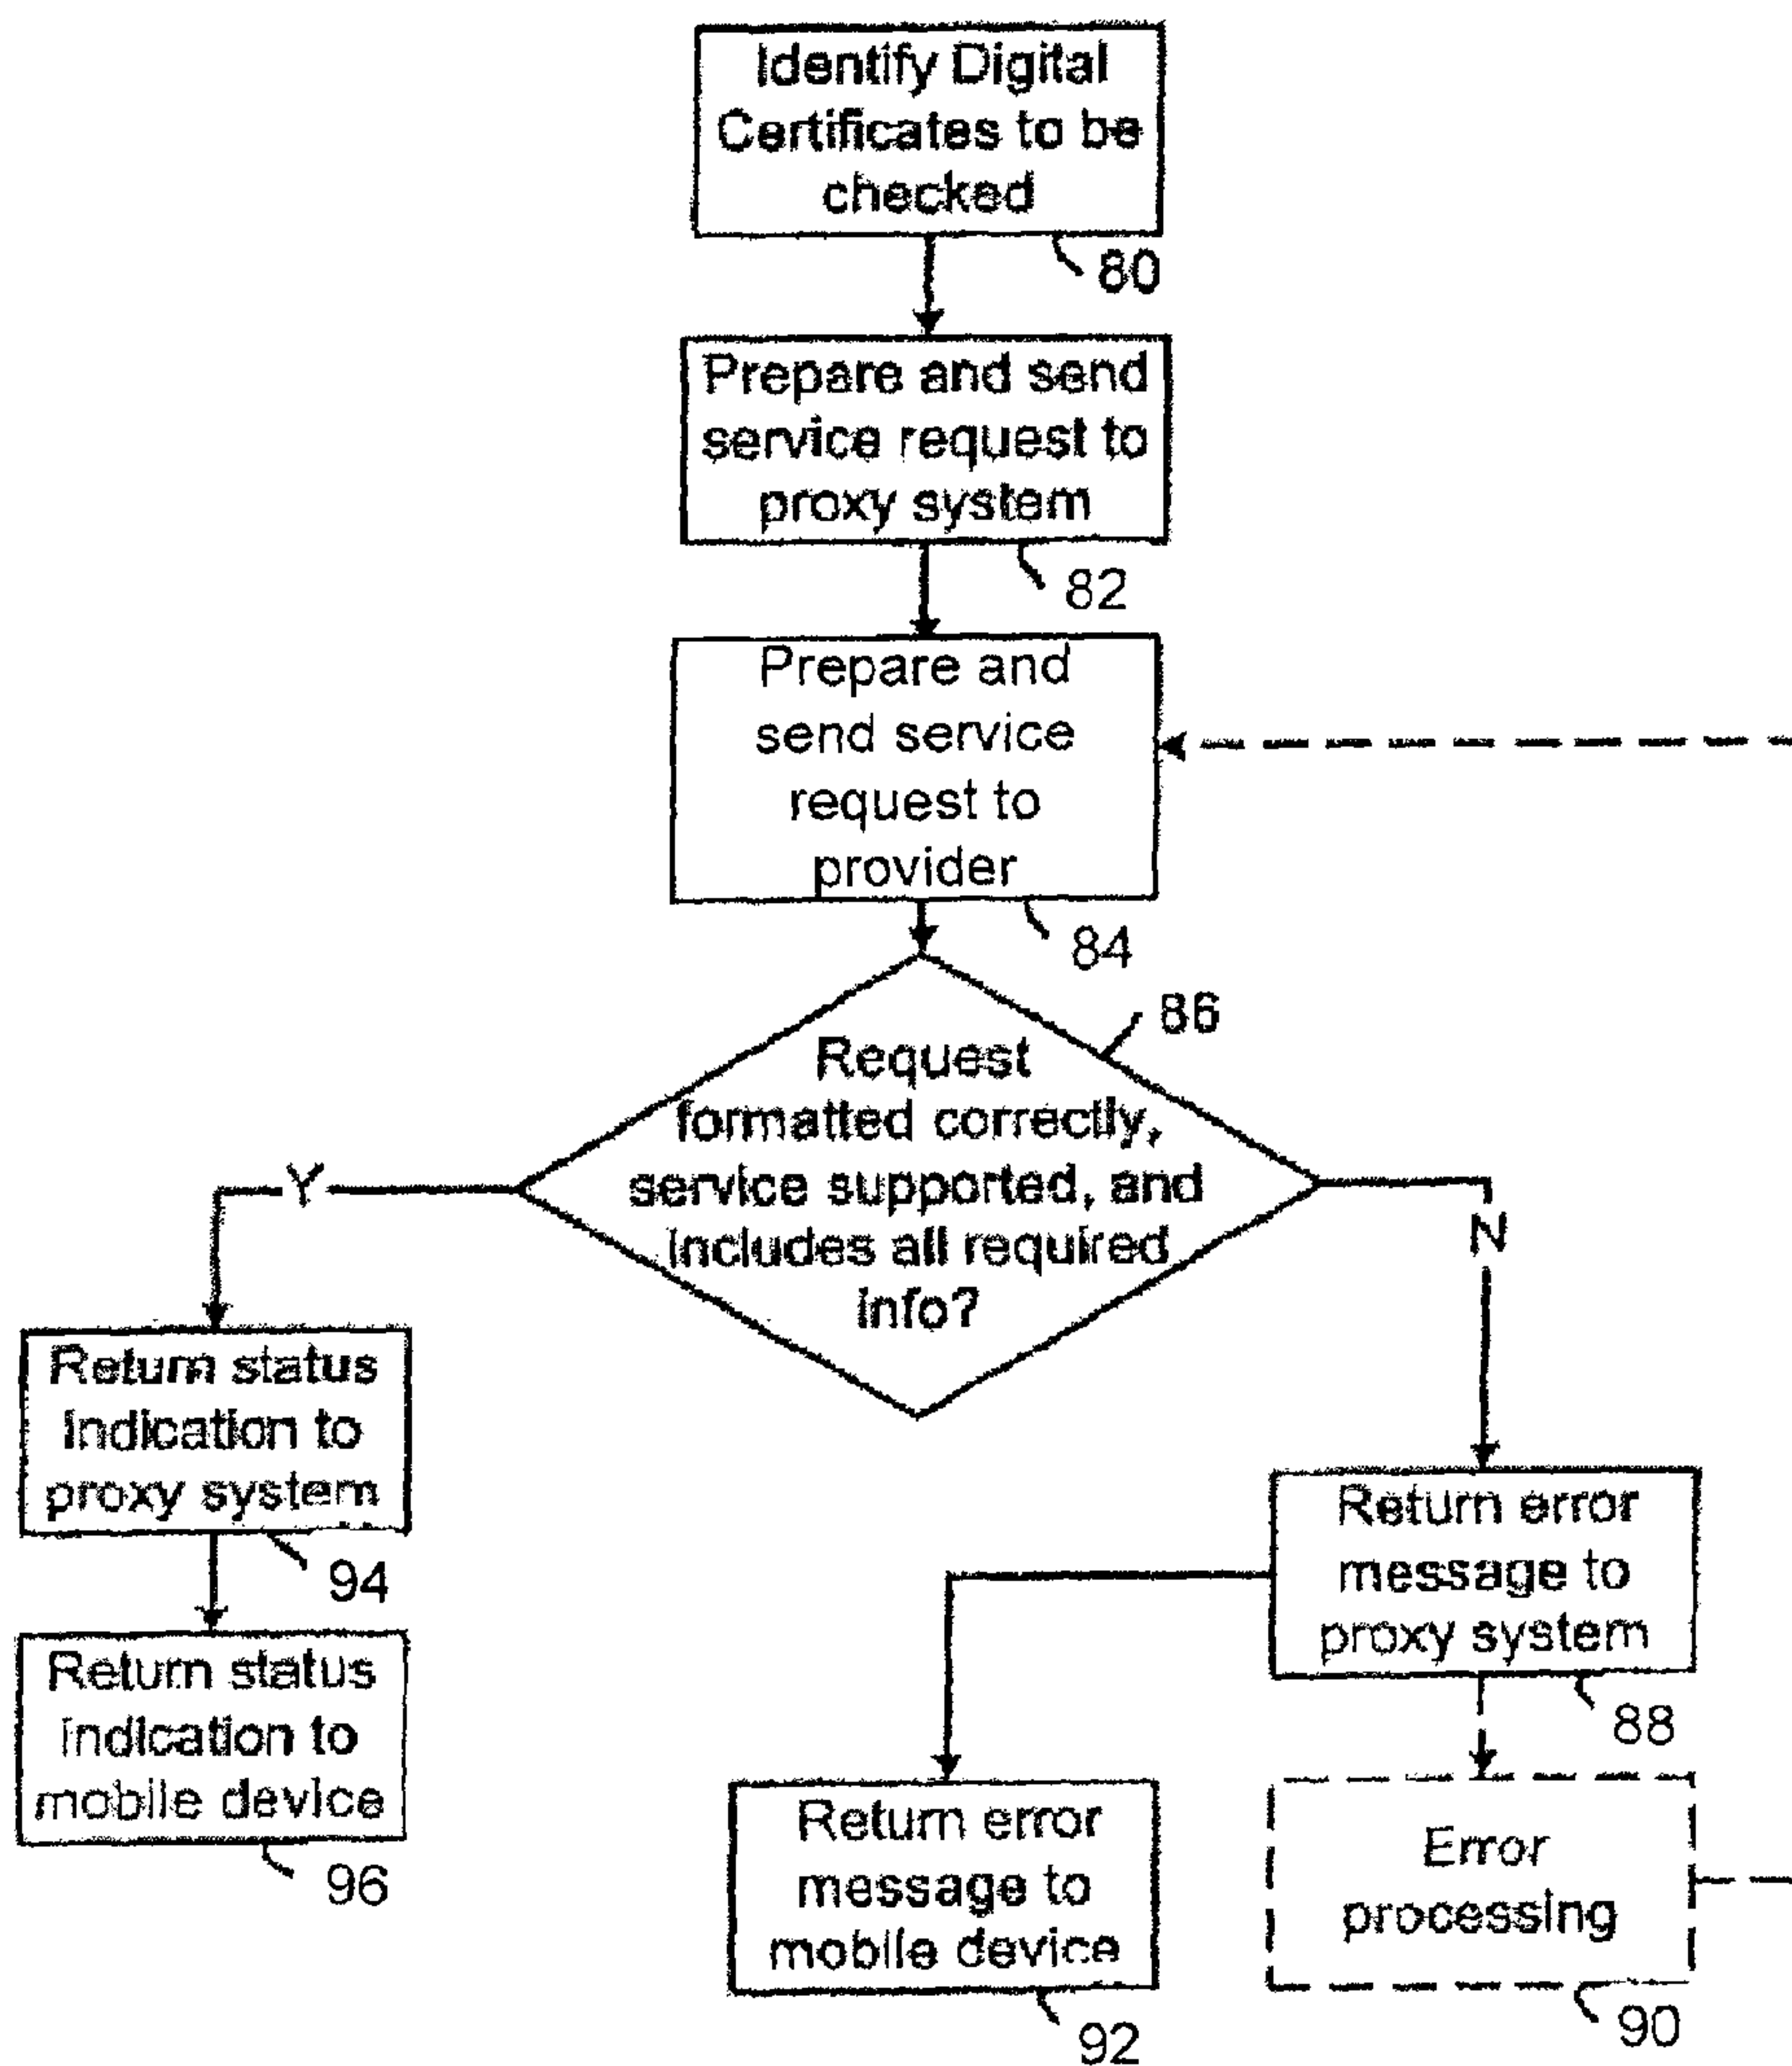 Identify Digital
Certificates to be
checked
80
Prepare and send
service request to
proxy system
82
Prepare and
send service
request to
provider
84
86
Request
formatted correctly,
service supported, and
includes all required
info?
Y
N
Return status
indication to
proxy system
94
Return error
message to
proxy system
88
Return status
indication to
mobile device
96
Return error
message to
mobile device
92
Error
processing
90